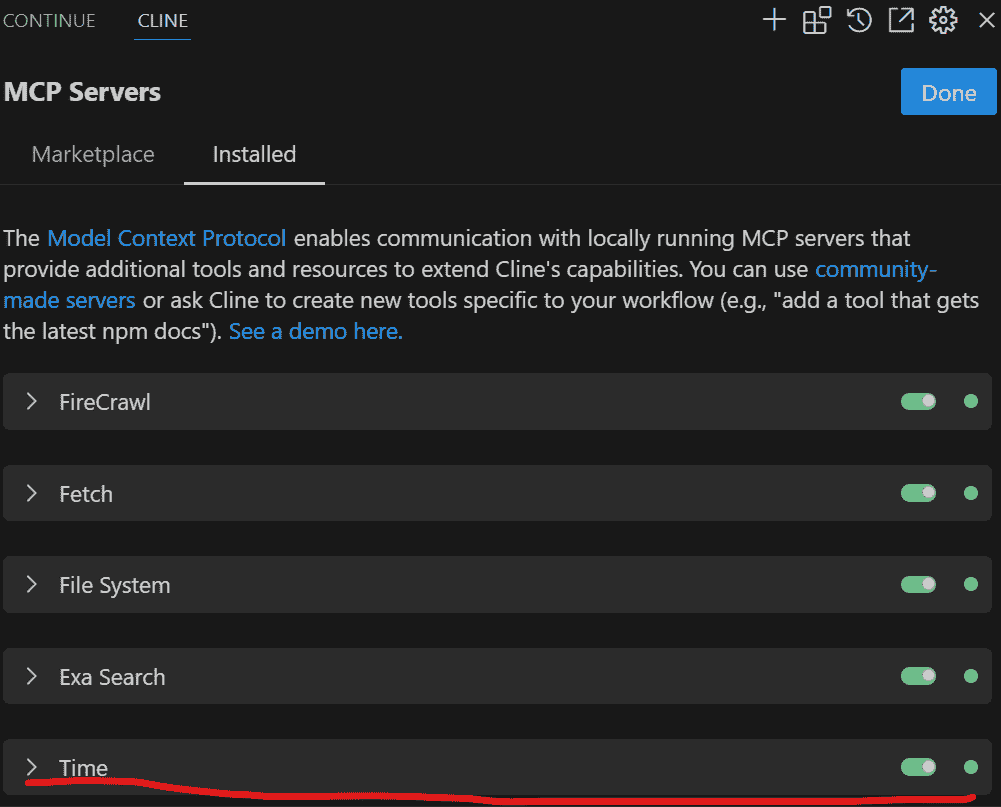 CONTINUE CLINE
MCP Servers
Done
Marketplace Installed
The Model Context Protocol enables communication with locally running MCP servers that
provide additional tools and resources to extend Cline's capabilities. You can use community-
made servers or ask Cline to create new tools specific to your workflow (e.g., "add a tool that gets
the latest npm docs"). See a demo here.
FireCrawl
Fetch
File System
Exa Search
Time